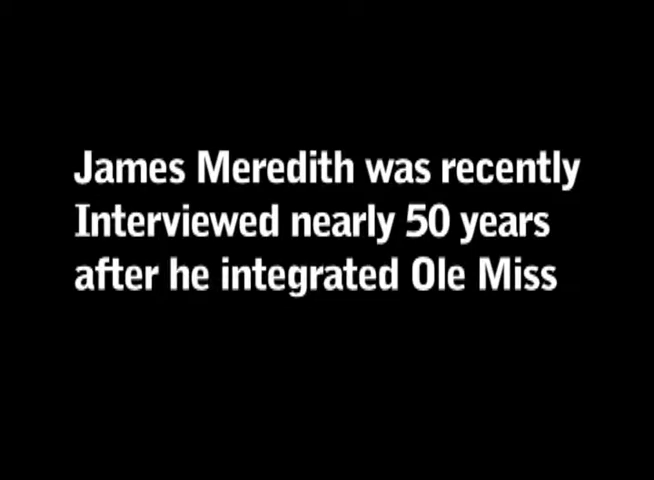 James Meredith was recently
Interviewed nearly 50 years
after he integrated Ole Miss